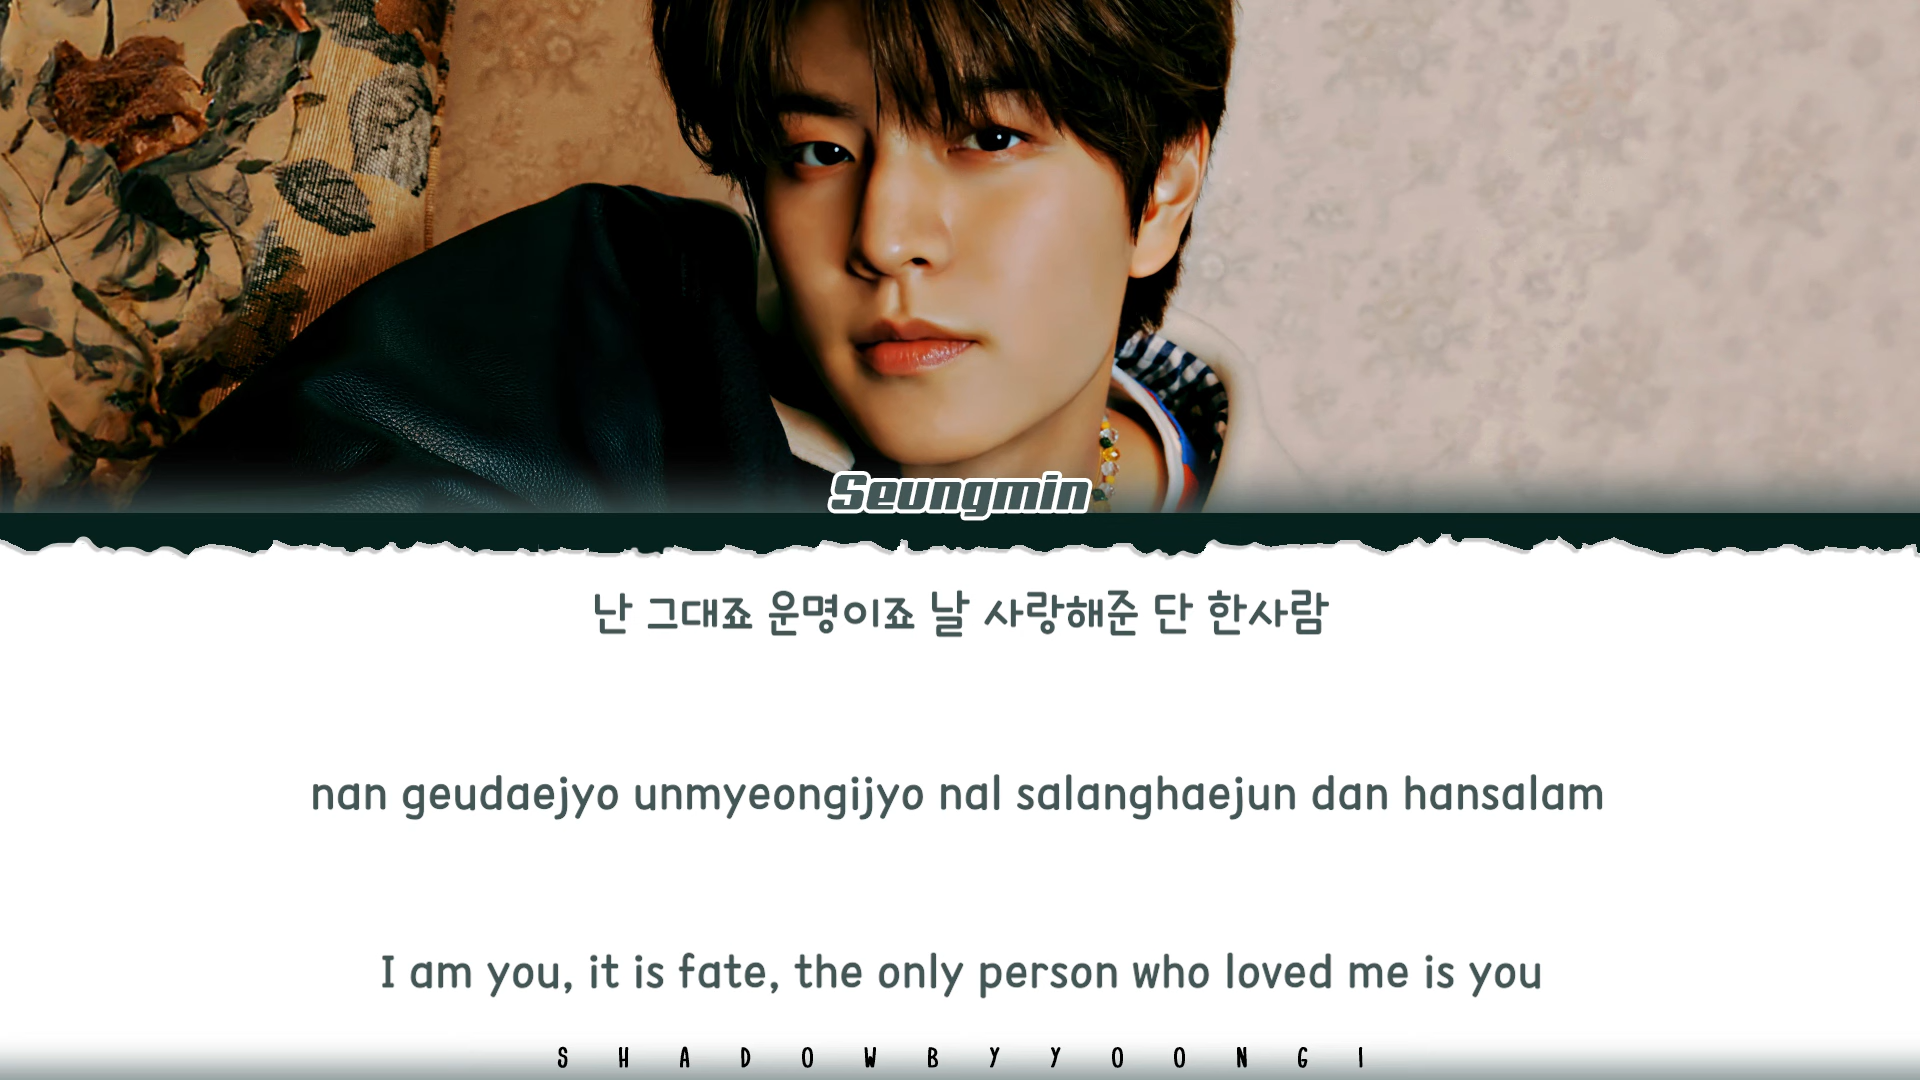 Seungmin
난 그대죠 운명이죠 날 사랑해준 단 한사람
nan geudaejyo unmyeongijyo nal salanghaejun dan hansalam
I am you, it is fate, the only person who loved me is you
SHADOWBYYOONGI